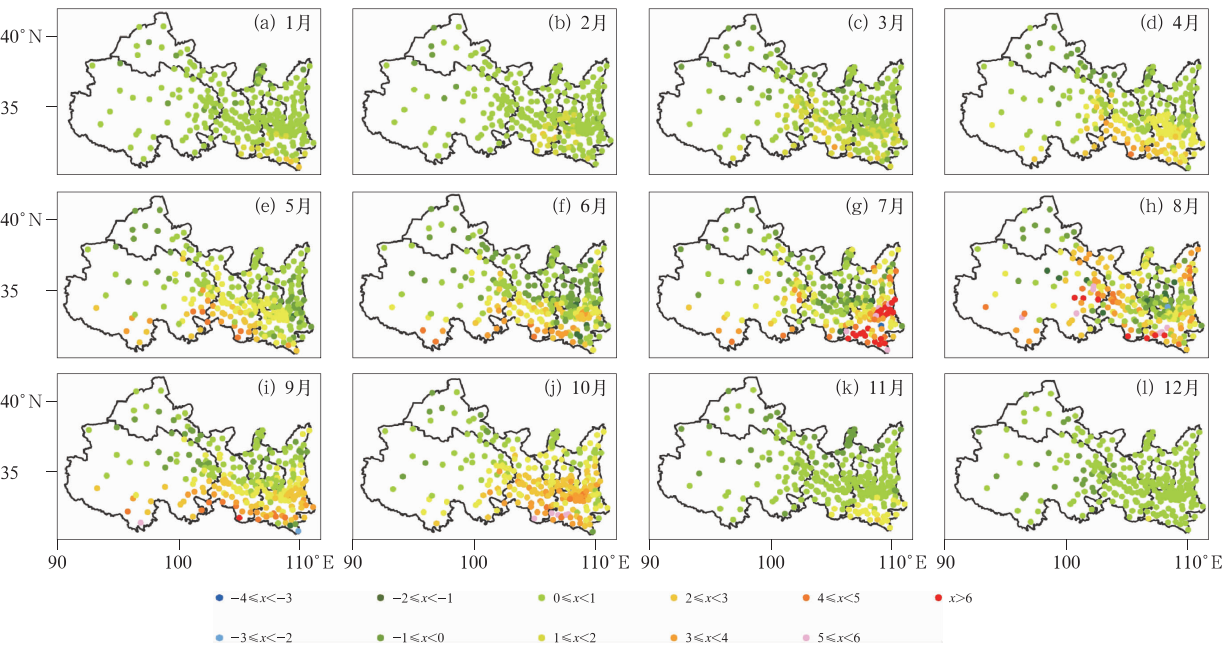 (a) 1月
(b) 2月
(c) 3月
(d) 4月
40°N
35
(e) 5月
(f) 6月
(g) 7月
(h) 8月
40°N
35
(i) 9月
(j) 10月
(k) 11月
(l) 12月
40°N
35
90 100 110°E
90 100 110°E
90 100 110°E
90 100 110°E
−4⩽x<−3 −2⩽x<−1 0⩽x<1 2⩽x<3 4⩽x<5 x>6
−3⩽x<−2 −1⩽x<0 1⩽x<2 3⩽x<4 5⩽x<6